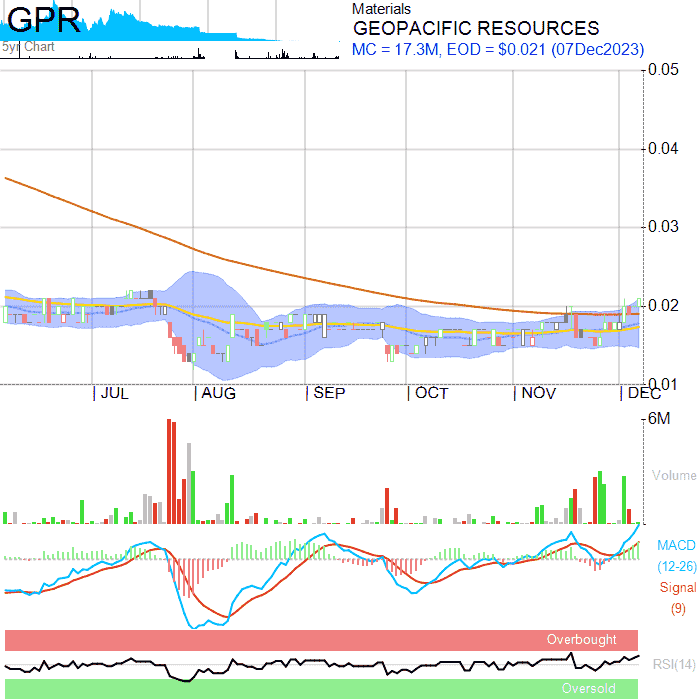 GPR
5yr Chart
Materials
GEOPACIFIC RESOURCES
MC = 17.3M, EOD = $0.021 (07Dec2023)
0.05
0.04
0.03
0.02
0.01
JUL AUG SEP OCT NOV DEC
6M
Volume
MACD
(12-26)
Signal
(9)
Overbought
RSI(14)
Oversold